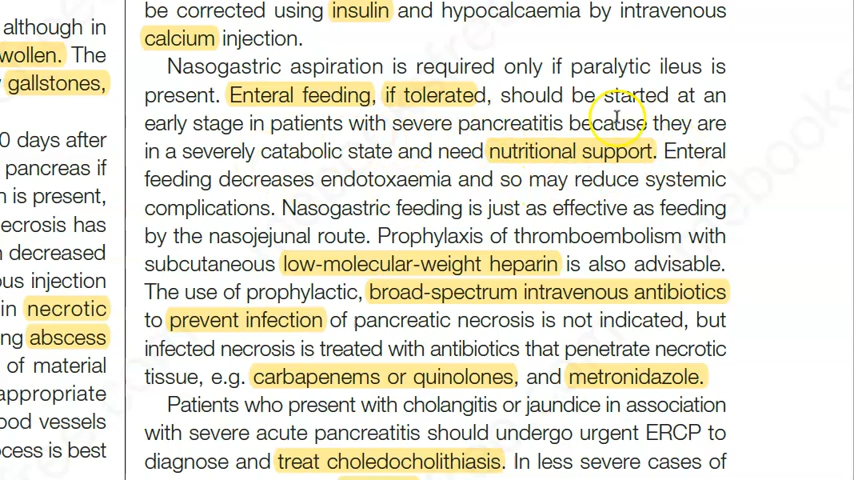 although in
wollen. The
gallstones,
0 days after
pancreas if
is present,
ecrosis has
decreased
ous injection
in necrotic
abscess
of material
appropriate
ood vessels
ocess is best
be corrected using insulin and hypocalcaemia by intravenous
calcium injection.
Nasogastric aspiration is required only if paralytic ileus is
present. Enteral feeding, if tolerated, should be started at an
early stage in patients with severe pancreatitis because they are
in a severely catabolic state and need nutritional support. Enteral
feeding decreases endotoxaemia and so may reduce systemic
complications. Nasogastric feeding is just as effective as feeding
by the nasojejunal route. Prophylaxis of thromboembolism with
subcutaneous low-molecular-weight heparin is also advisable.
The use of prophylactic, broad-spectrum intravenous antibiotics
to prevent infection of pancreatic necrosis is not indicated, but
infected necrosis is treated with antibiotics that penetrate necrotic
tissue, e.g. carbapenems or quinolones, and metronidazole.
Patients who present with cholangitis or jaundice in association
with severe acute pancreatitis should undergo urgent ERCP to
diagnose and treat choledocholithiasis. In less severe cases of